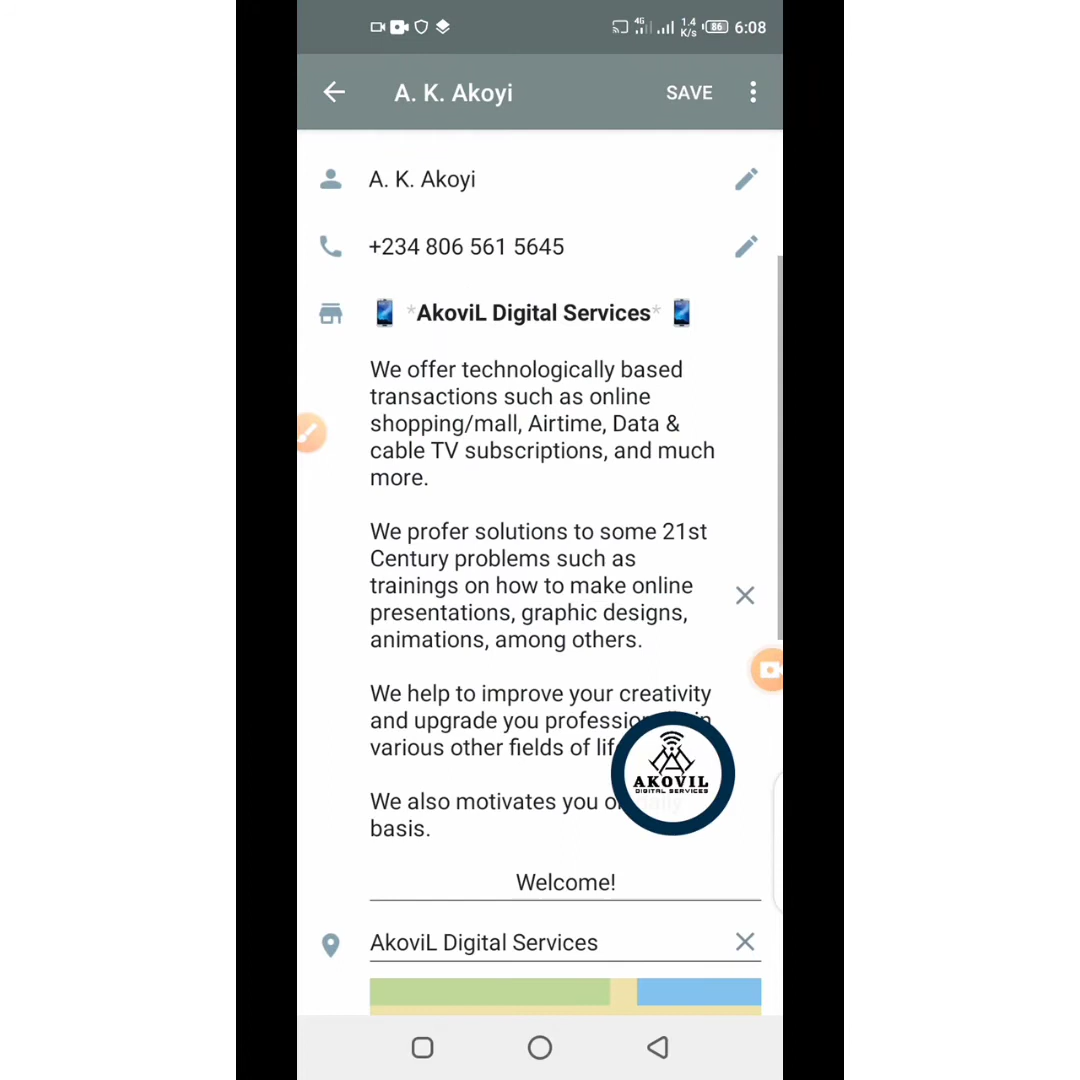 4G 1.4 K/s 86 6:08
A. K. Akoyi SAVE
A. K. Akoyi
+234 806 561 5645
*AkoviL Digital Services*
We offer technologically based
transactions such as online
shopping/mall, Airtime, Data &
cable TV subscriptions, and much
more.
We profer solutions to some 21st
Century problems such as
trainings on how to make online
presentations, graphic designs,
animations, among others.
We help to improve your creativity
and upgrade you in
various other fields of
We also motivates you
basis.
AKOVIL
DIGITAL SERVICES
Welcome!
AkoviL Digital Services